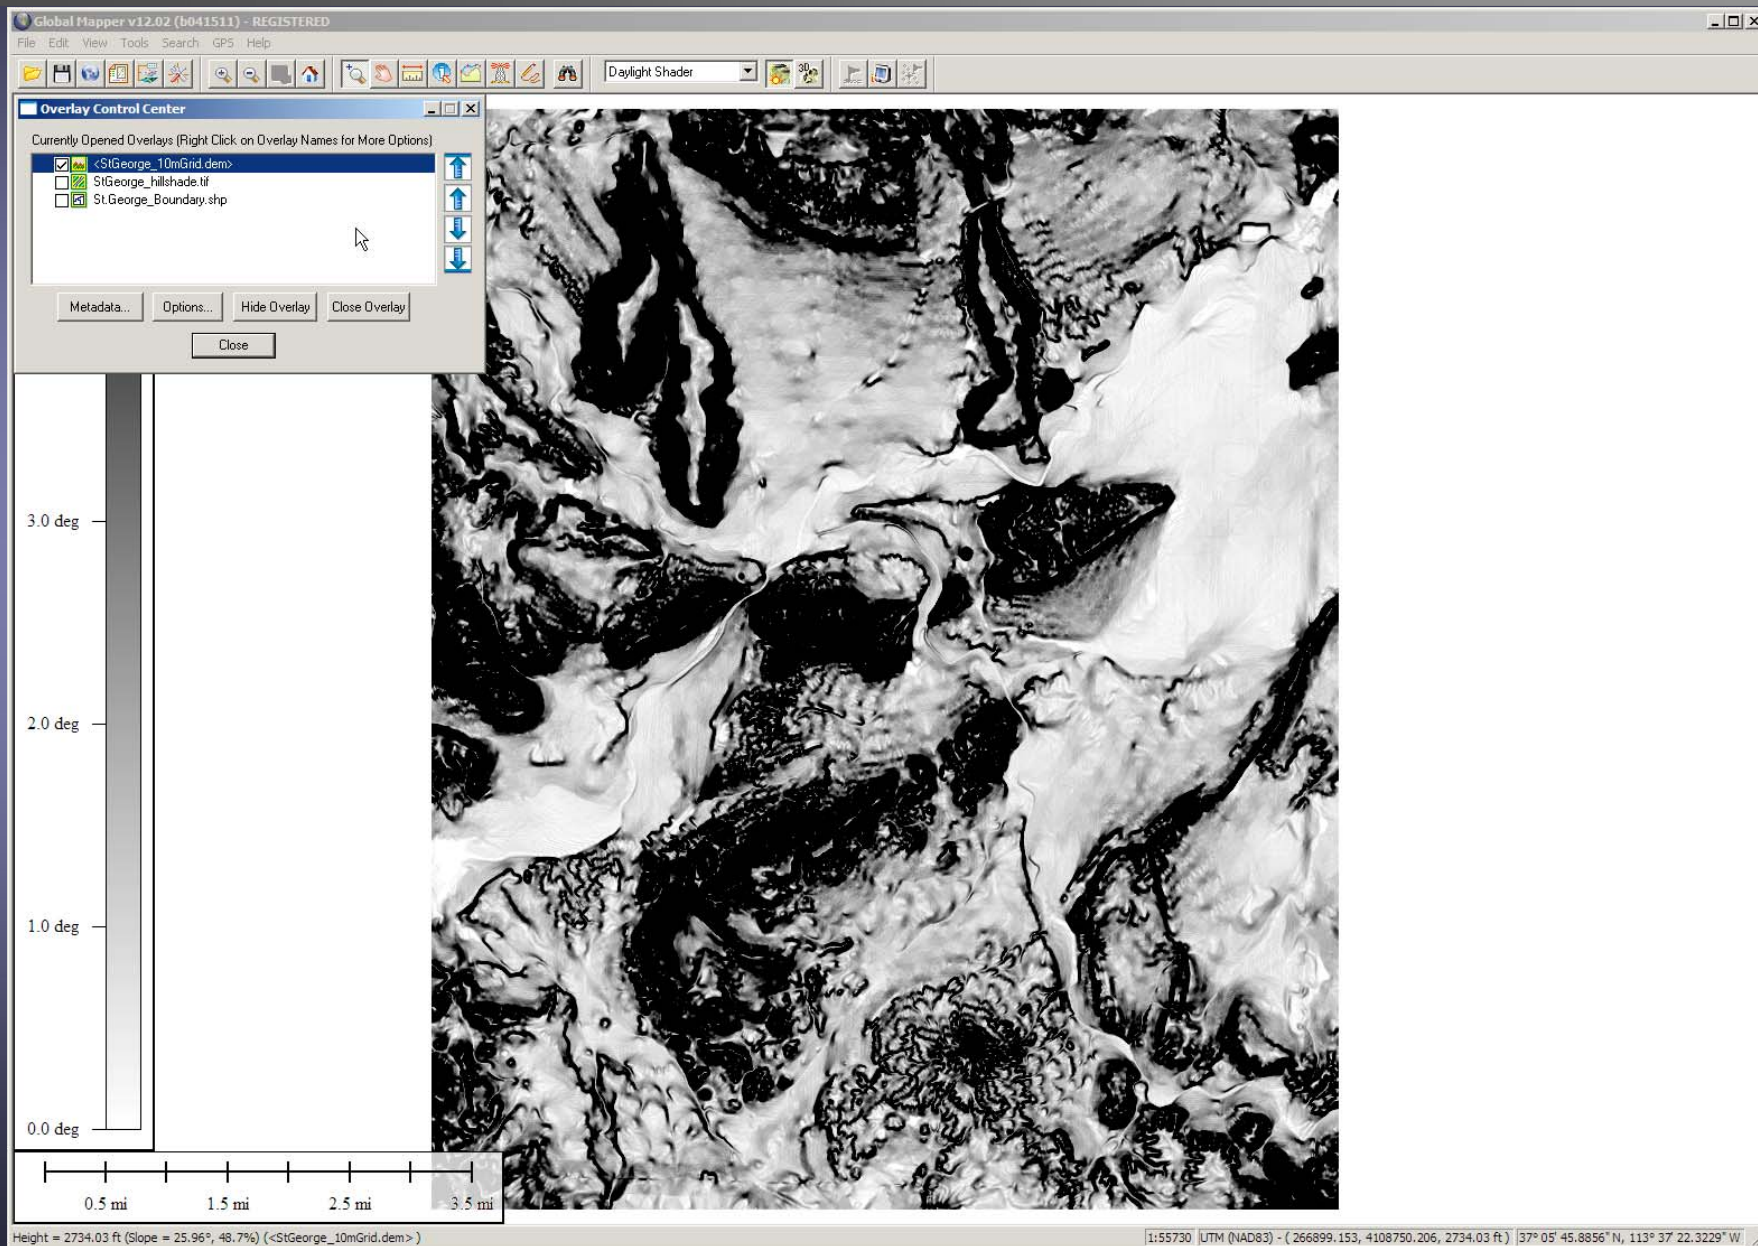 Global Mapper v12.02 (b041511) - REGISTERED
File Edit View Tools Search GPS Help
Daylight Shader
3D
Overlay Control Center
Currently Opened Overlays (Right Click on Overlay Names for More Options)
<StGeorge_10mGrid.dem>
StGeorge_hillshade.tif
St.George_Boundary.shp
Metadata... Options... Hide Overlay Close Overlay
Close
3.0 deg
2.0 deg
1.0 deg
0.0 deg
0.5 mi 1.5 mi 2.5 mi 3.5 mi
Height = 2734.03 ft (Slope = 25.96°, 48.7%) (<StGeorge_10mGrid.dem> ) 1:55730 UTM (NAD83) - ( 266899.153, 4108750.206, 2734.03 ft ) 37° 05' 45.8856" N, 113° 37' 22.3229" W